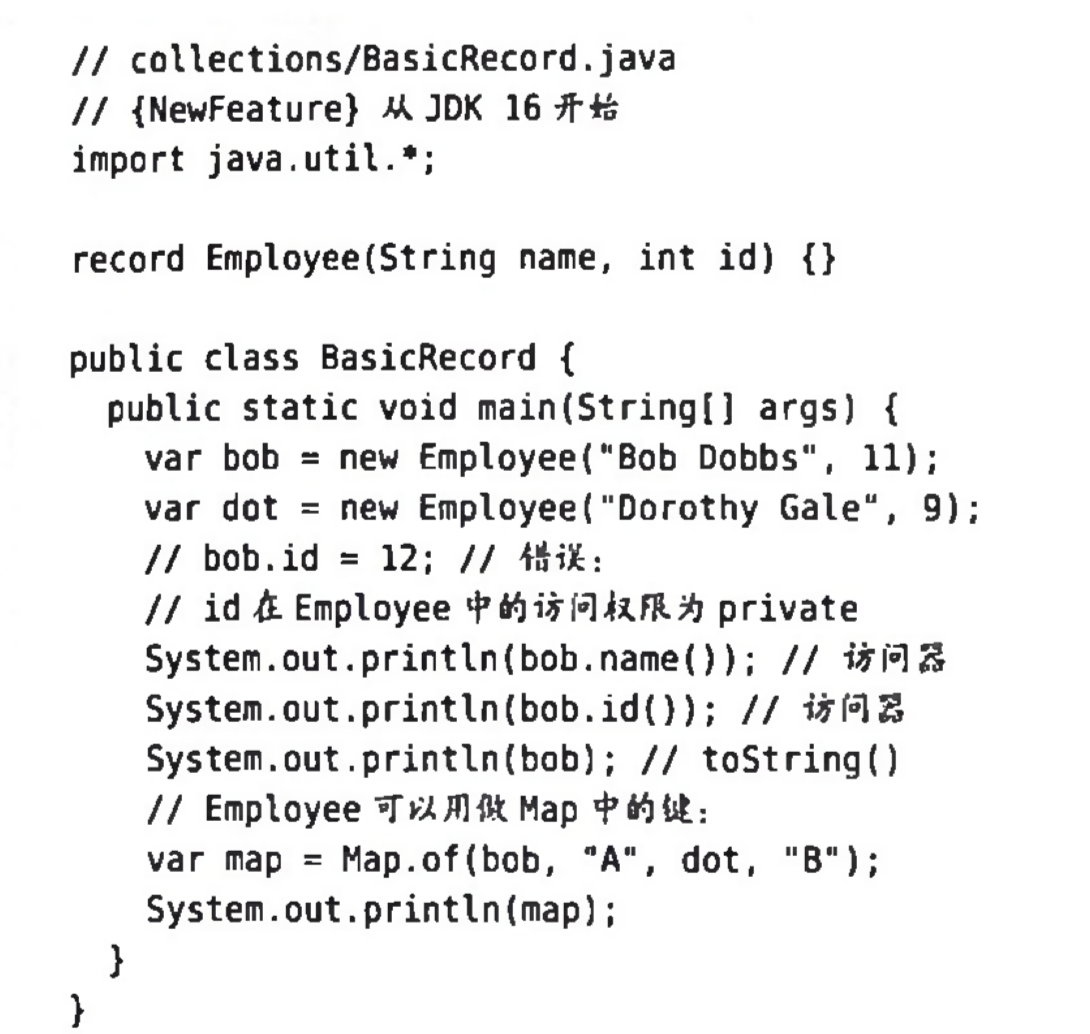 // collections/BasicRecord.java
// {NewFeature} 从 JDK 16 开始
import java.util.*;

record Employee(String name, int id) {}

public class BasicRecord {
  public static void main(String[] args) {
    var bob = new Employee("Bob Dobbs", 11);
    var dot = new Employee("Dorothy Gale", 9);
    // bob.id = 12; // 错误：
    // id 在 Employee 中的访问权限为 private
    System.out.println(bob.name()); // 访问器
    System.out.println(bob.id()); // 访问器
    System.out.println(bob); // toString()
    // Employee 可以用做 Map 中的键：
    var map = Map.of(bob, "A", dot, "B");
    System.out.println(map);
  }
}